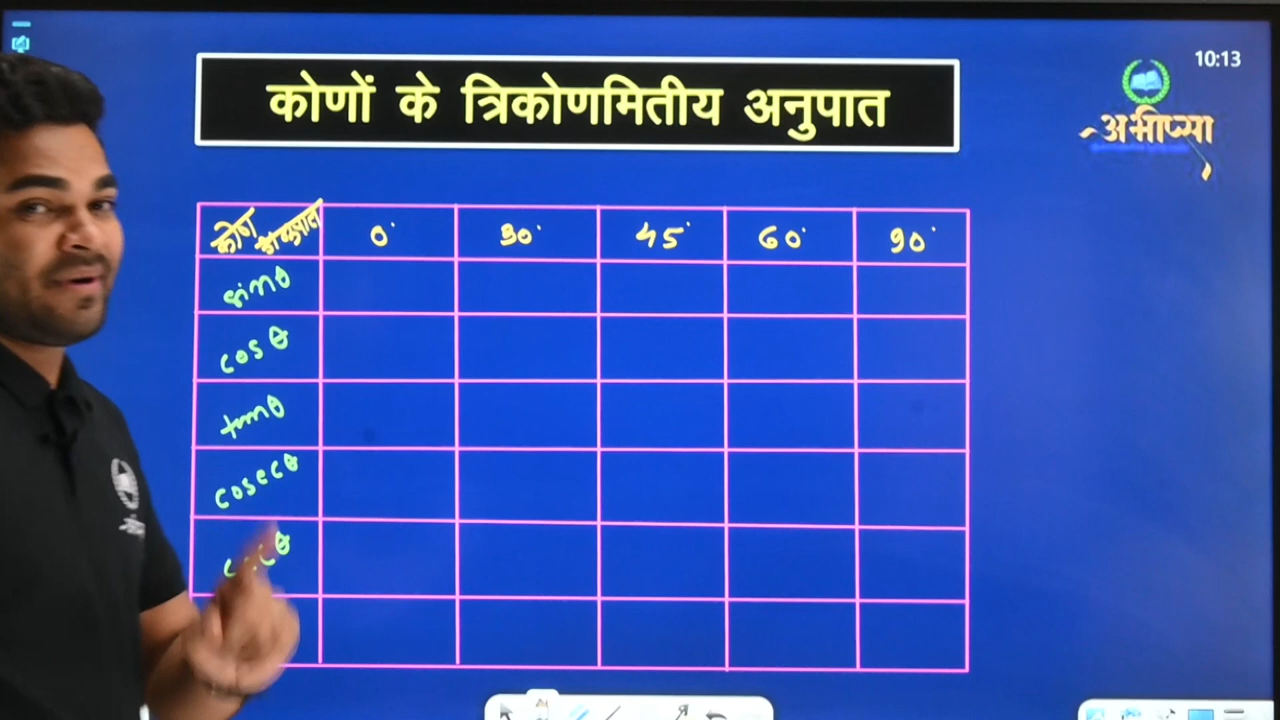 10:13
कोणों के त्रिकोणमितीय अनुपात
अभीप्सा
कोण 0° 30° 45° 60° 90°
sinθ
cosθ
tanθ
cosecθ